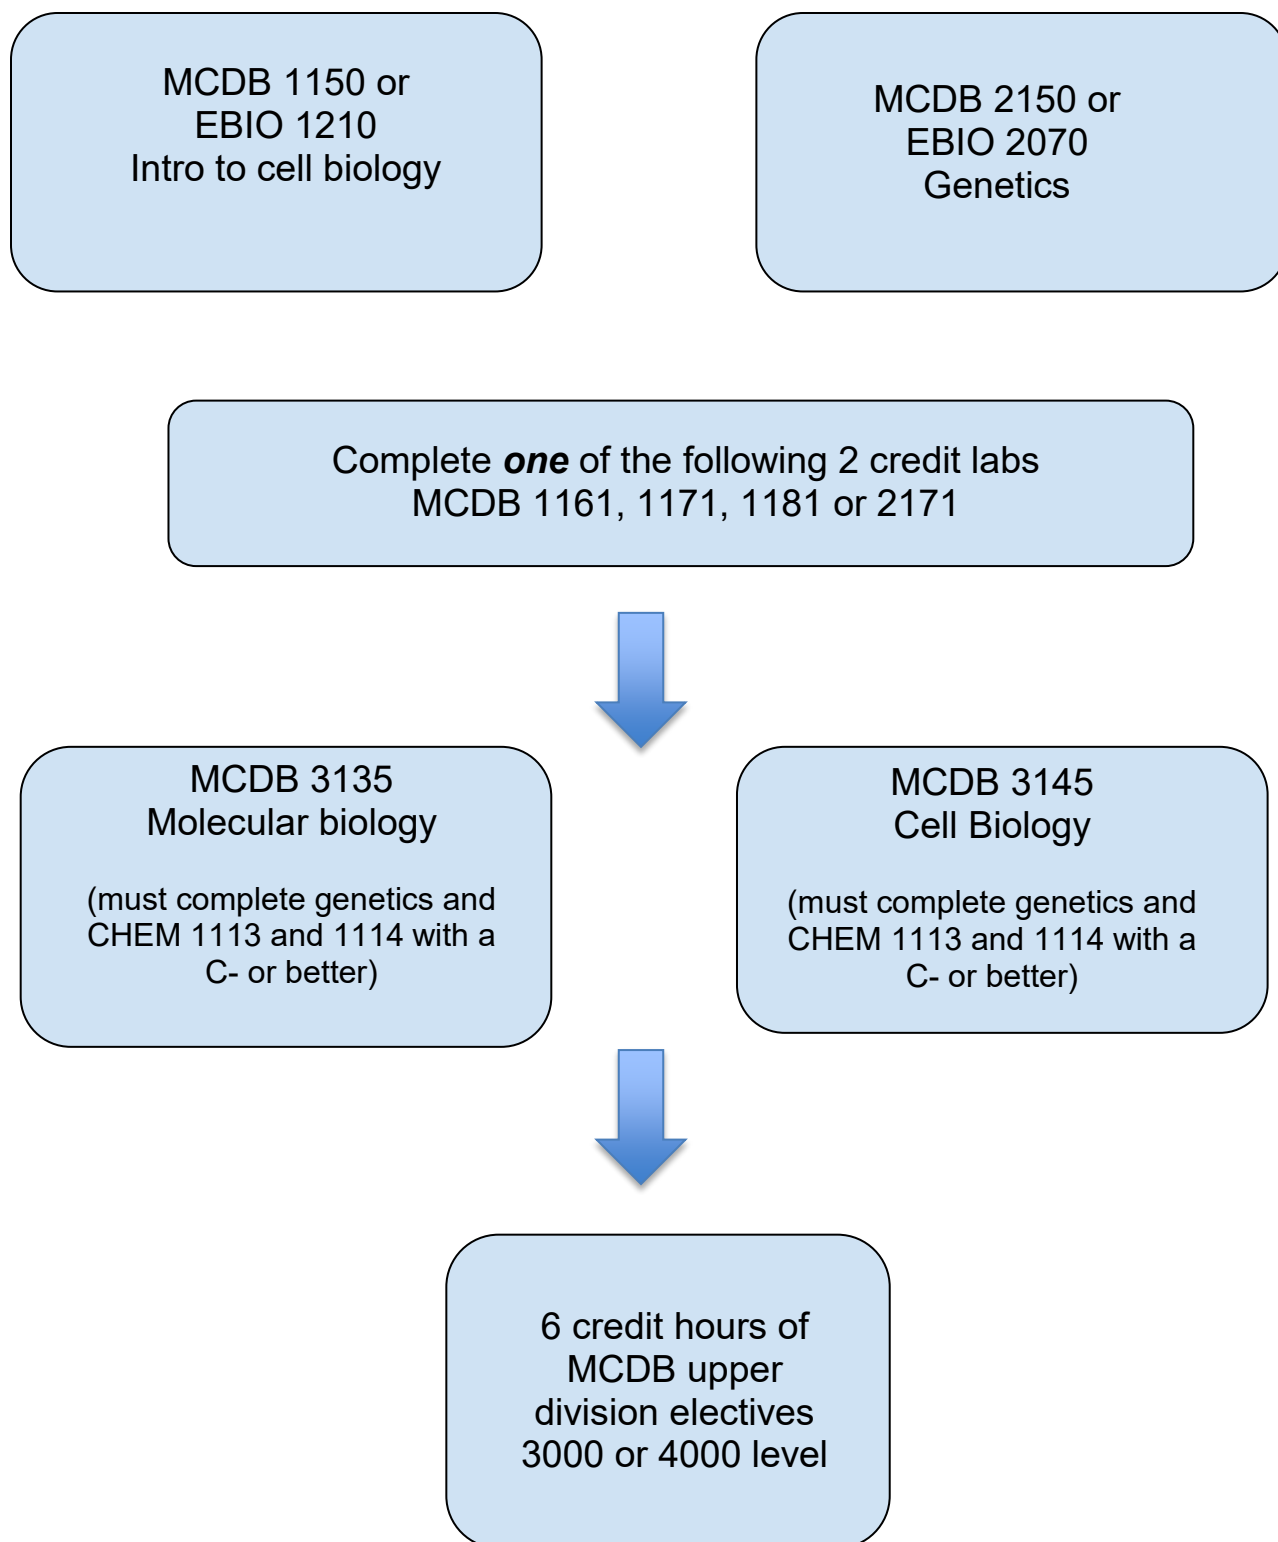 MCDB 1150 or
EBIO 1210
Intro to cell biology
MCDB 2150 or
EBIO 2070
Genetics
Complete one of the following 2 credit labs
MCDB 1161, 1171, 1181 or 2171
MCDB 3135
Molecular biology
(must complete genetics and
CHEM 1113 and 1114 with a
C- or better)
MCDB 3145
Cell Biology
(must complete genetics and
CHEM 1113 and 1114 with a
C- or better)
6 credit hours of
MCDB upper
division electives
3000 or 4000 level